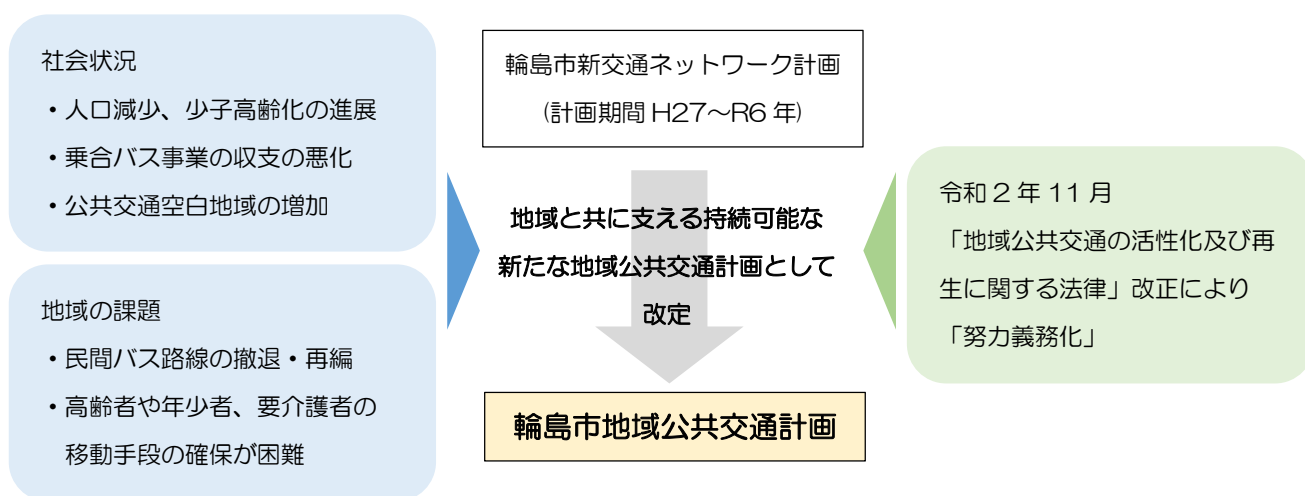 社会状況
・人口減少、少子高齢化の進展
・乗合バス事業の収支の悪化
・公共交通空白地域の増加
地域の課題
・民間バス路線の撤退・再編
・高齢者や年少者、要介護者の
移動手段の確保が困難
輪島市新交通ネットワーク計画
(計画期間 H27～R6 年)
地域と共に支える持続可能な
新たな地域公共交通計画として
改定
輪島市地域公共交通計画
令和 2 年 11 月
「地域公共交通の活性化及び再
生に関する法律」改正により
「努力義務化」